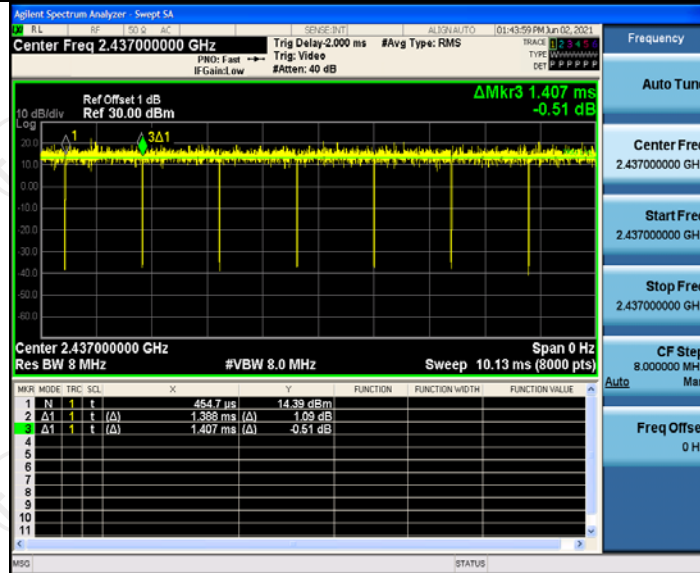 Agilent Spectrum Analyzer - Swept SA
RL RF 50 Ω AC SENSE:INT ALIGN AUTO 01:43:59 PM Jun 02, 2021
Center Freq 2.437000000 GHz
PNO: Fast
IFGain:Low
Trig Delay-2.000 ms
Trig: Video
#Atten: 40 dB
#Avg Type: RMS
TRACE 1 2 3 4 5 6
TYPE
DET P P P P P P
Ref Offset 1 dB
10 dB/div Ref 30.00 dBm
Log
ΔMkr3 1.407 ms
-0.51 dB
1 3Δ1
20.0
10.0
0.00
-10.0
-20.0
-30.0
-40.0
-50.0
-60.0
Center 2.437000000 GHz Span 0 Hz
Res BW 8 MHz #VBW 8.0 MHz Sweep 10.13 ms (8000 pts)
MKR MODE TRC SCL X Y FUNCTION FUNCTION WIDTH FUNCTION VALUE
1 N 1 t 454.7 µs 14.39 dBm
2 Δ1 1 t (Δ) 1.388 ms (Δ) 1.09 dB
3 Δ1 1 t (Δ) 1.407 ms (Δ) -0.51 dB
4
5
6
7
8
9
10
11
MSG STATUS
Frequency
Auto Tun
Center Fre
2.437000000 GH
Start Fre
2.437000000 GH
Stop Fre
2.437000000 GH
CF Step
8.000000 MH
Auto Ma
Freq Offse
0 H